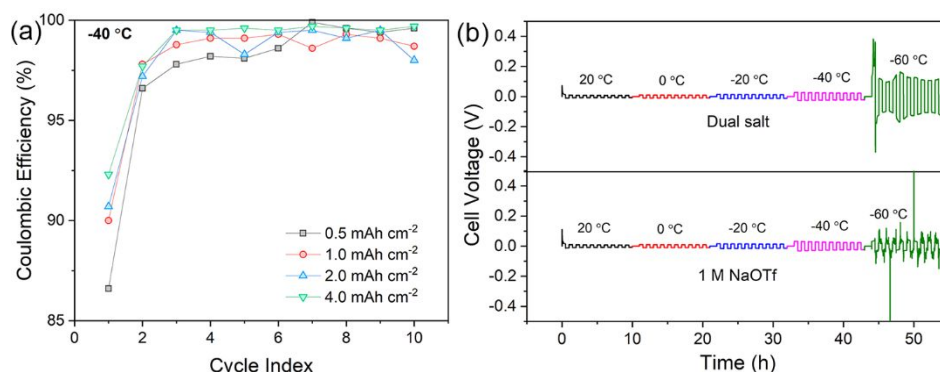 (a)
-40 °C
Coulombic Efficiency (%)
100
95
90
85
0.5 mAh cm⁻²
1.0 mAh cm⁻²
2.0 mAh cm⁻²
4.0 mAh cm⁻²
0 2 4 6 8 10
Cycle Index
(b)
Cell Voltage (V)
0.4
0.2
0.0
-0.2
-0.4
20 °C 0 °C -20 °C -40 °C -60 °C
Dual salt
0.4
0.2
0.0
-0.2
-0.4
20 °C 0 °C -20 °C -40 °C -60 °C
1 M NaOTf
0 10 20 30 40 50
Time (h)